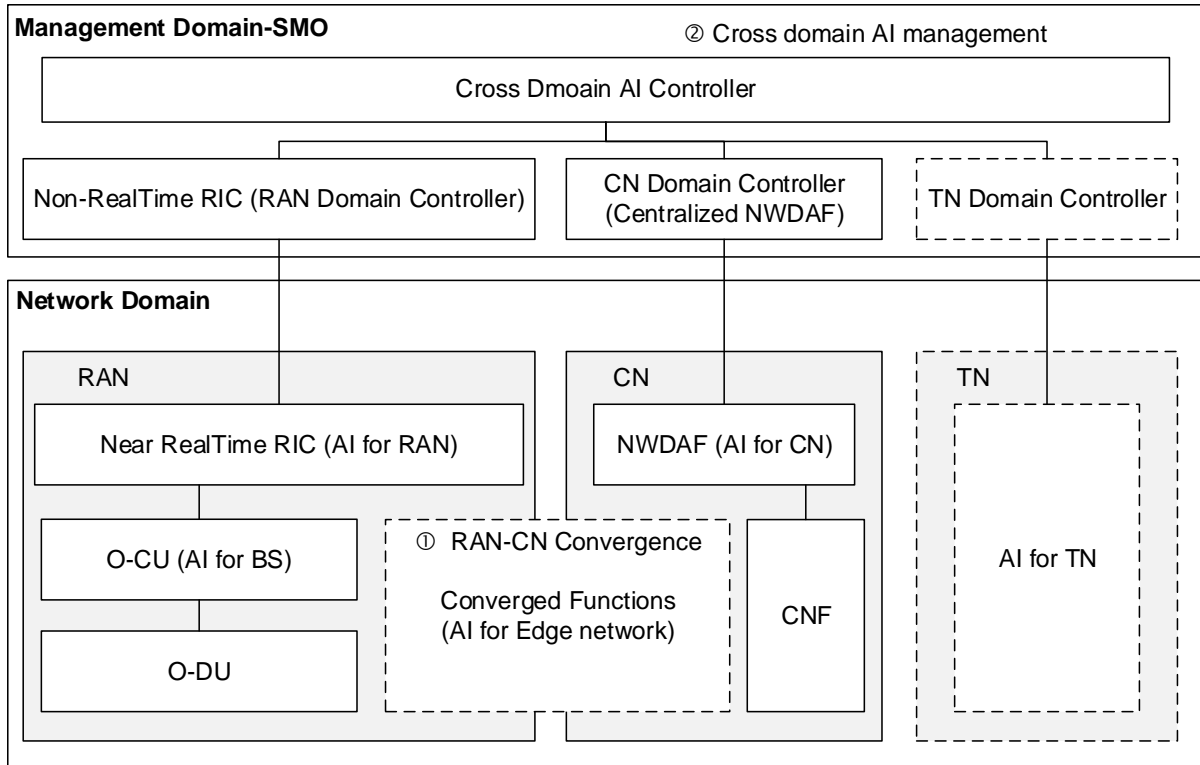 Management Domain-SMO
② Cross domain AI management
Cross Dmoain AI Controller
Non-RealTime RIC (RAN Domain Controller)
CN Domain Controller
(Centralized NWDAF)
TN Domain Controller
Network Domain
RAN
CN
TN
Near RealTime RIC (AI for RAN)
NWDAF (AI for CN)
O-CU (AI for BS)
① RAN-CN Convergence
Converged Functions
(AI for Edge network)
CNF
AI for TN
O-DU